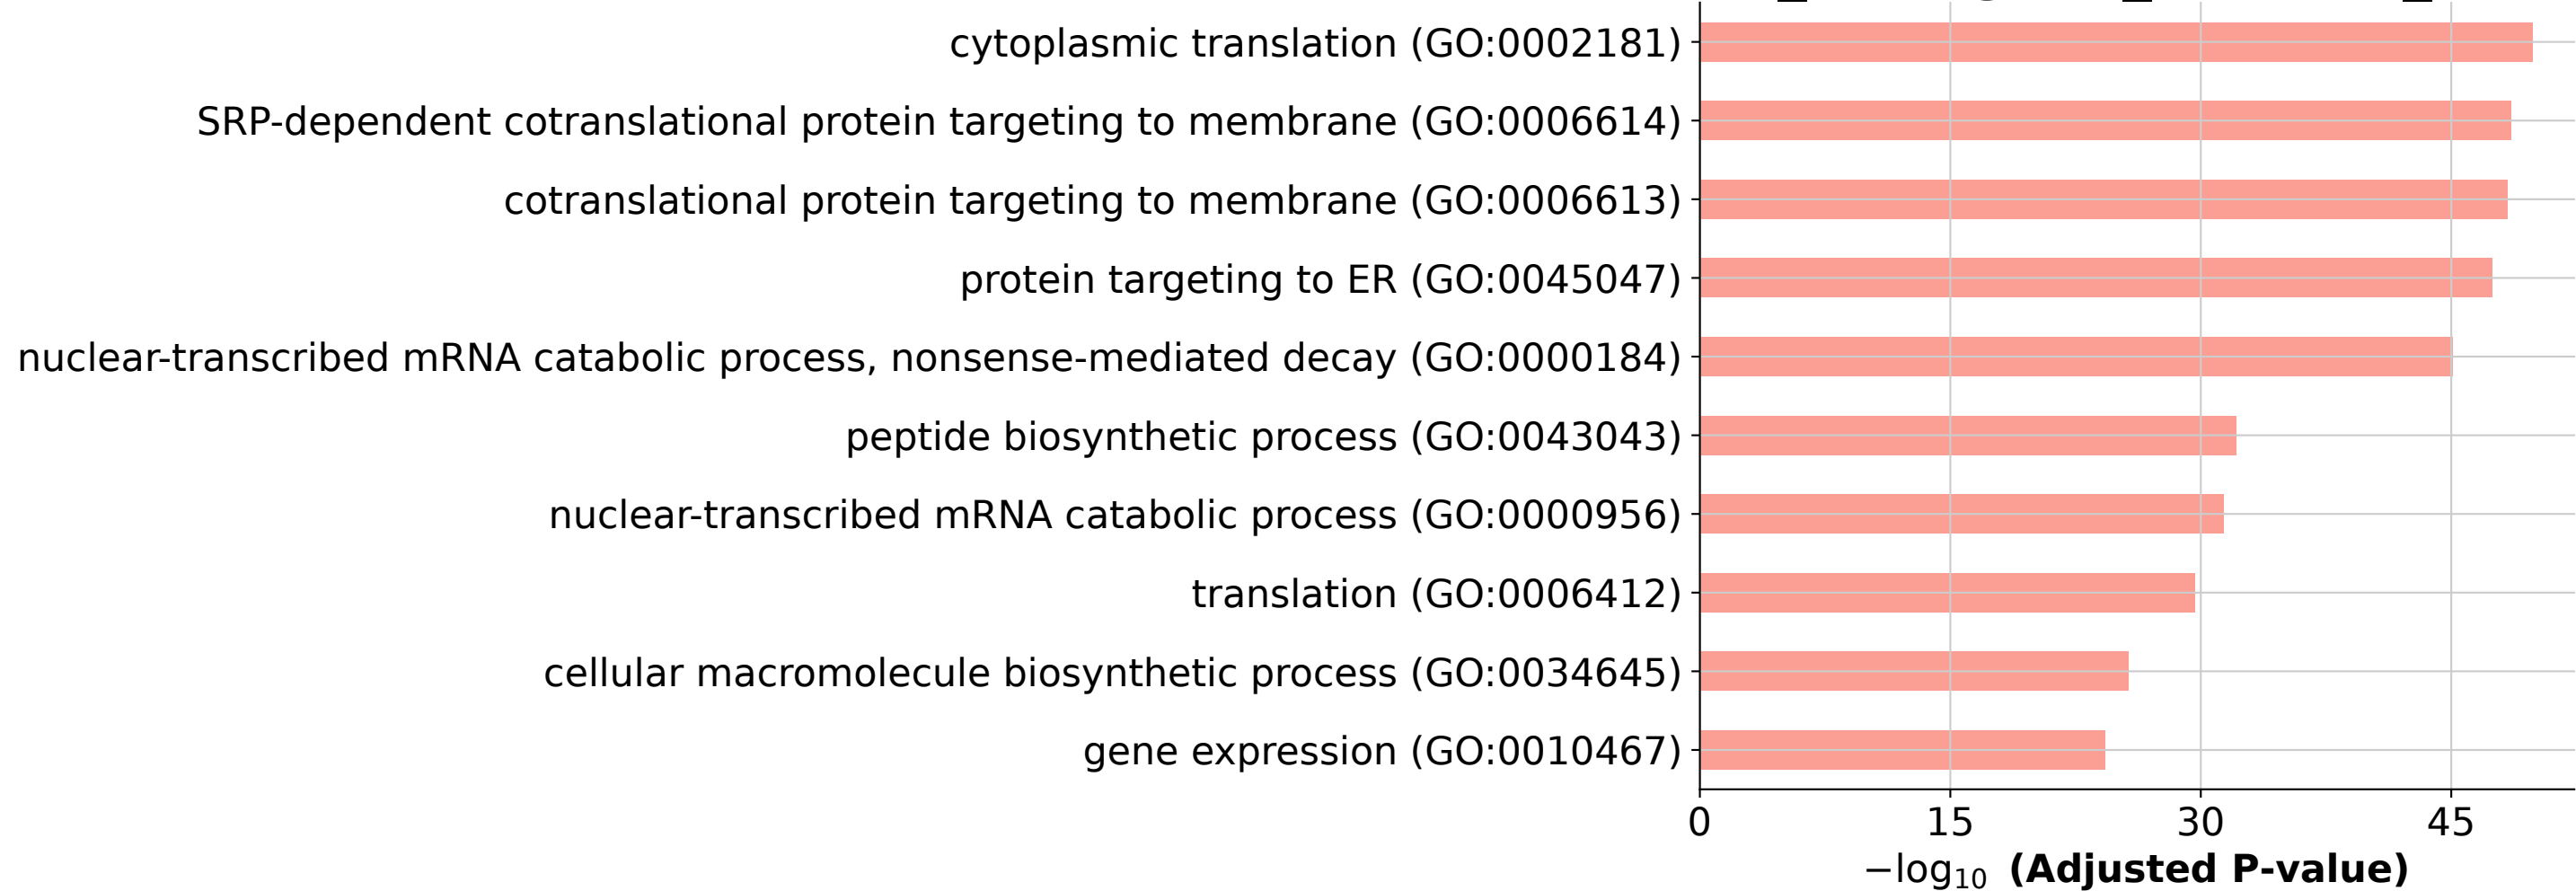 cytoplasmic translation (GO:0002181)
SRP-dependent cotranslational protein targeting to membrane (GO:0006614)
cotranslational protein targeting to membrane (GO:0006613)
protein targeting to ER (GO:0045047)
nuclear-transcribed mRNA catabolic process, nonsense-mediated decay (GO:0000184)
peptide biosynthetic process (GO:0043043)
nuclear-transcribed mRNA catabolic process (GO:0000956)
translation (GO:0006412)
cellular macromolecule biosynthetic process (GO:0034645)
gene expression (GO:0010467)
0 15 30 45
−log₁₀ (Adjusted P-value)